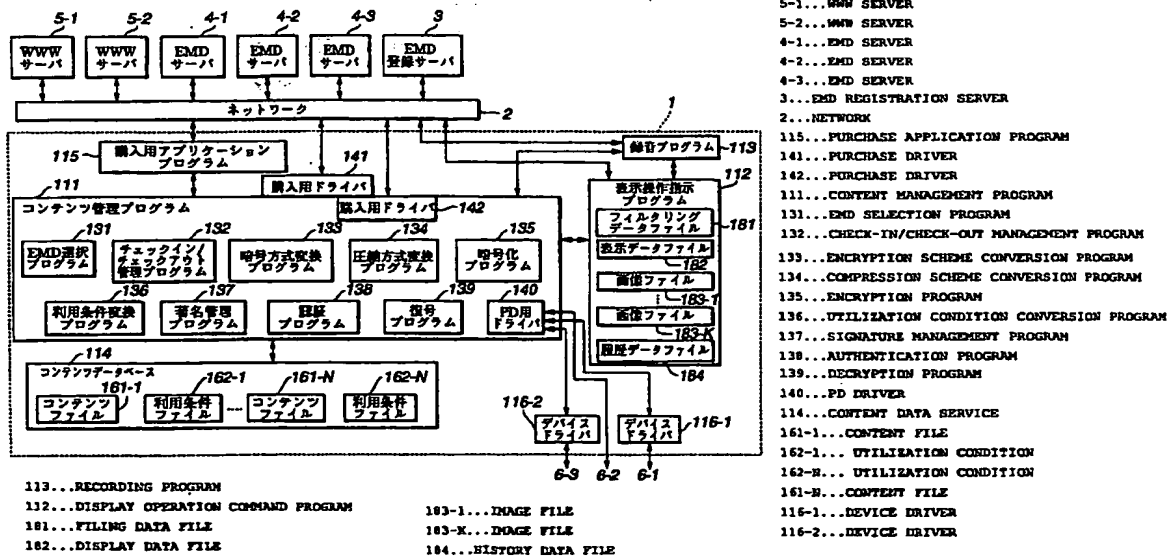 5-1
5-2
4-1
4-2
4-3
3
WWW
サーバ
WWW
サーバ
EMD
サーバ
EMD
サーバ
EMD
サーバ
EMD
登録サーバ
ネットワーク
2
1
115
購入用アプリケーション
プログラム
141
購入用ドライバ
録音プログラム
113
111
コンテンツ管理プログラム
購入用ドライバ
142
112
表示操作指示
プログラム
フィルタリング
データファイル
181
表示データファイル
182
画像ファイル
183-1
画像ファイル
183-K
履歴データファイル
184
131
EMD選択
プログラム
132
チェックイン/
チェックアウト
管理プログラム
133
暗号方式変換
プログラム
134
圧縮方式変換
プログラム
135
暗号化
プログラム
136
利用条件変換
プログラム
137
署名管理
プログラム
138
認証
プログラム
139
復号
プログラム
140
PD用
ドライバ
114
コンテンツデータベース
161-1
コンテンツ
ファイル
162-1
利用条件
ファイル
161-N
コンテンツ
ファイル
162-N
利用条件
ファイル
116-2
デバイス
ドライバ
デバイス
ドライバ
116-1
6-3
6-2
6-1
5-1...WWW SERVER
5-2...WWW SERVER
4-1...EMD SERVER
4-2...EMD SERVER
4-3...EMD SERVER
3...EMD REGISTRATION SERVER
2...NETWORK
115...PURCHASE APPLICATION PROGRAM
141...PURCHASE DRIVER
142...PURCHASE DRIVER
111...CONTENT MANAGEMENT PROGRAM
131...EMD SELECTION PROGRAM
132...CHECK-IN/CHECK-OUT MANAGEMENT PROGRAM
133...ENCRYPTION SCHEME CONVERSION PROGRAM
134...COMPRESSION SCHEME CONVERSION PROGRAM
135...ENCRYPTION PROGRAM
136...UTILIZATION CONDITION CONVERSION PROGRAM
137...SIGNATURE MANAGEMENT PROGRAM
138...AUTHENTICATION PROGRAM
139...DECRYPTION PROGRAM
140...PD DRIVER
114...CONTENT DATA SERVICE
161-1...CONTENT FILE
162-1... UTILIZATION CONDITION
162-N... UTILIZATION CONDITION
161-N...CONTENT FILE
116-1...DEVICE DRIVER
116-2...DEVICE DRIVER
113...RECORDING PROGRAM
112...DISPLAY OPERATION COMMAND PROGRAM
181...FILING DATA FILE
182...DISPLAY DATA FILE
183-1...IMAGE FILE
183-K...IMAGE FILE
184...HISTORY DATA FILE